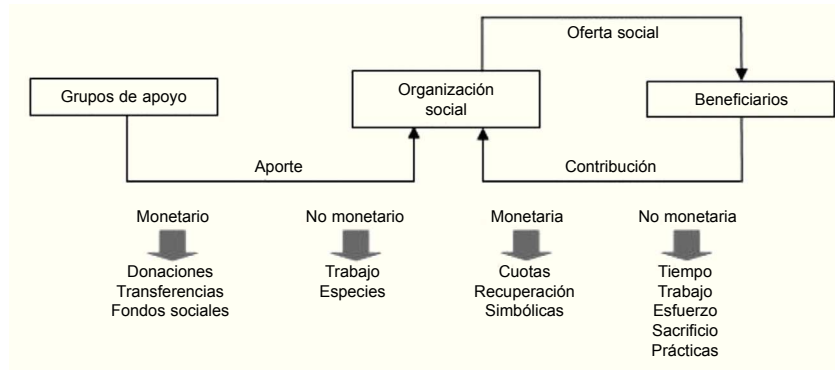 Oferta social
Grupos de apoyo
Organización
social
Beneficiarios
Aporte
Contribución
Monetario
No monetario
Monetaria
No monetaria
Donaciones
Transferencias
Fondos sociales
Trabajo
Especies
Cuotas
Recuperación
Simbólicas
Tiempo
Trabajo
Esfuerzo
Sacrificio
Prácticas